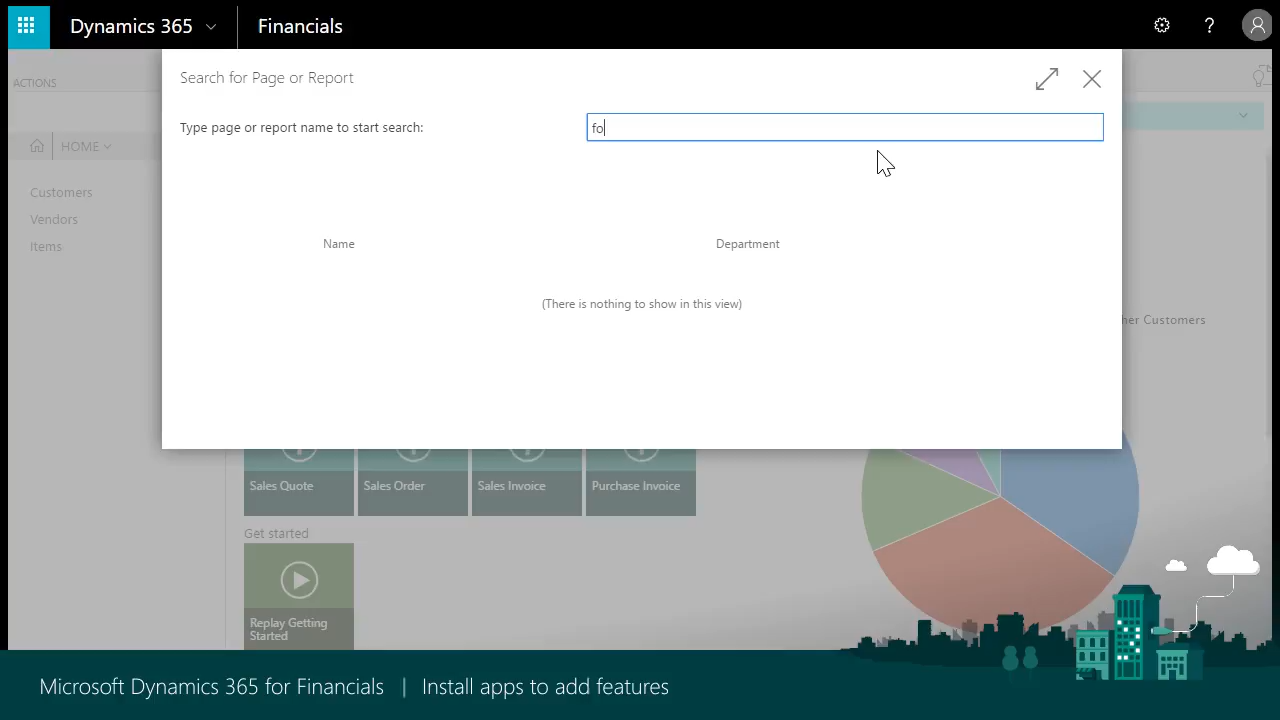 Dynamics 365 Financials ?
ACTIONS
Search for Page or Report
Type page or report name to start search: fo
HOME
Customers
Vendors
Items
Name Department
(There is nothing to show in this view)
her Customers
Sales Quote Sales Order Sales Invoice Purchase Invoice
Get started
Replay Getting
Started
Microsoft Dynamics 365 for Financials | Install apps to add features